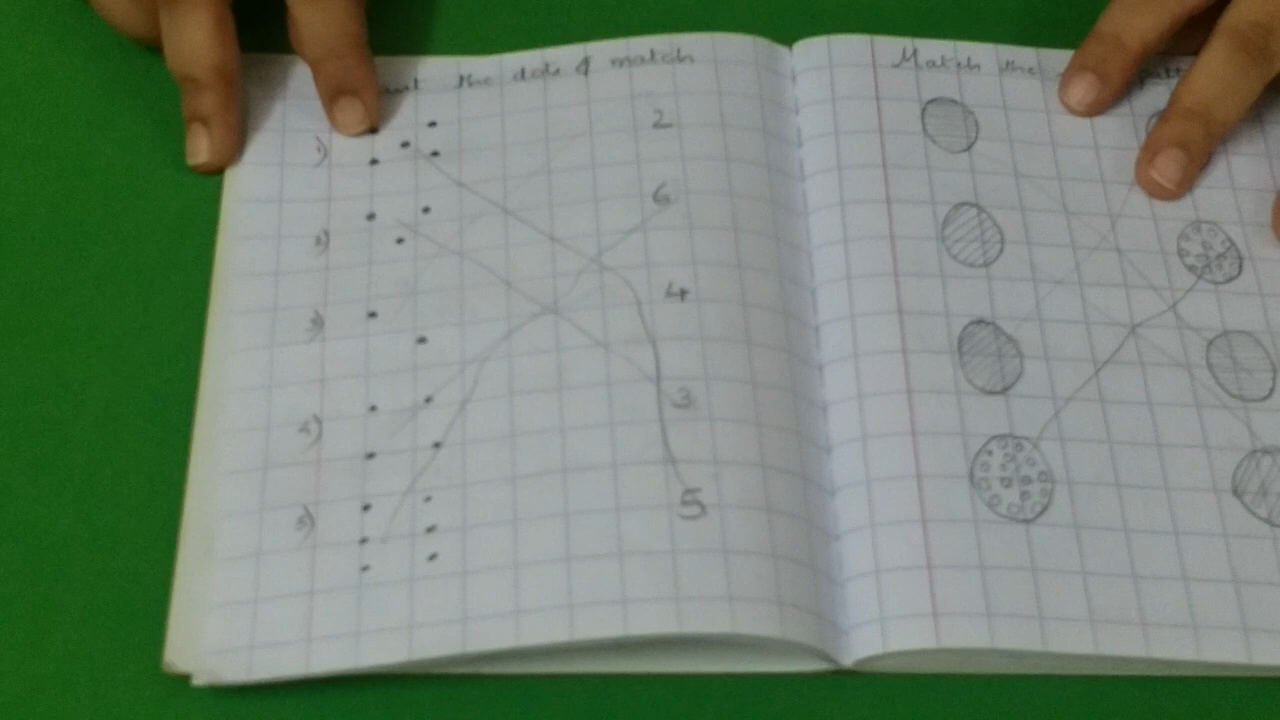 the dots & match
1) 2
2) 6
3) 4
4) 3
5) 5
Match the